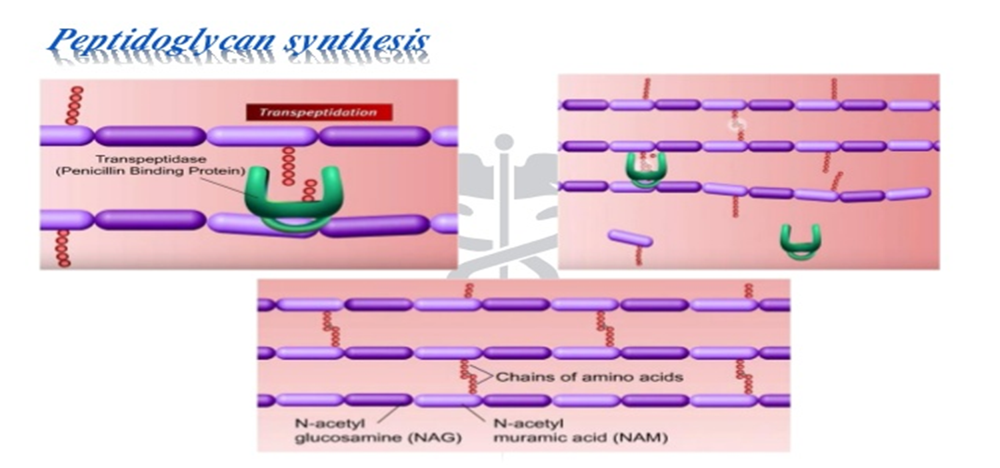 Peptidoglycan synthesis
Transpeptidation
Transpeptidase
(Penicillin Binding Protein)
Chains of amino acids
N-acetyl
glucosamine (NAG)
N-acetyl
muramic acid (NAM)